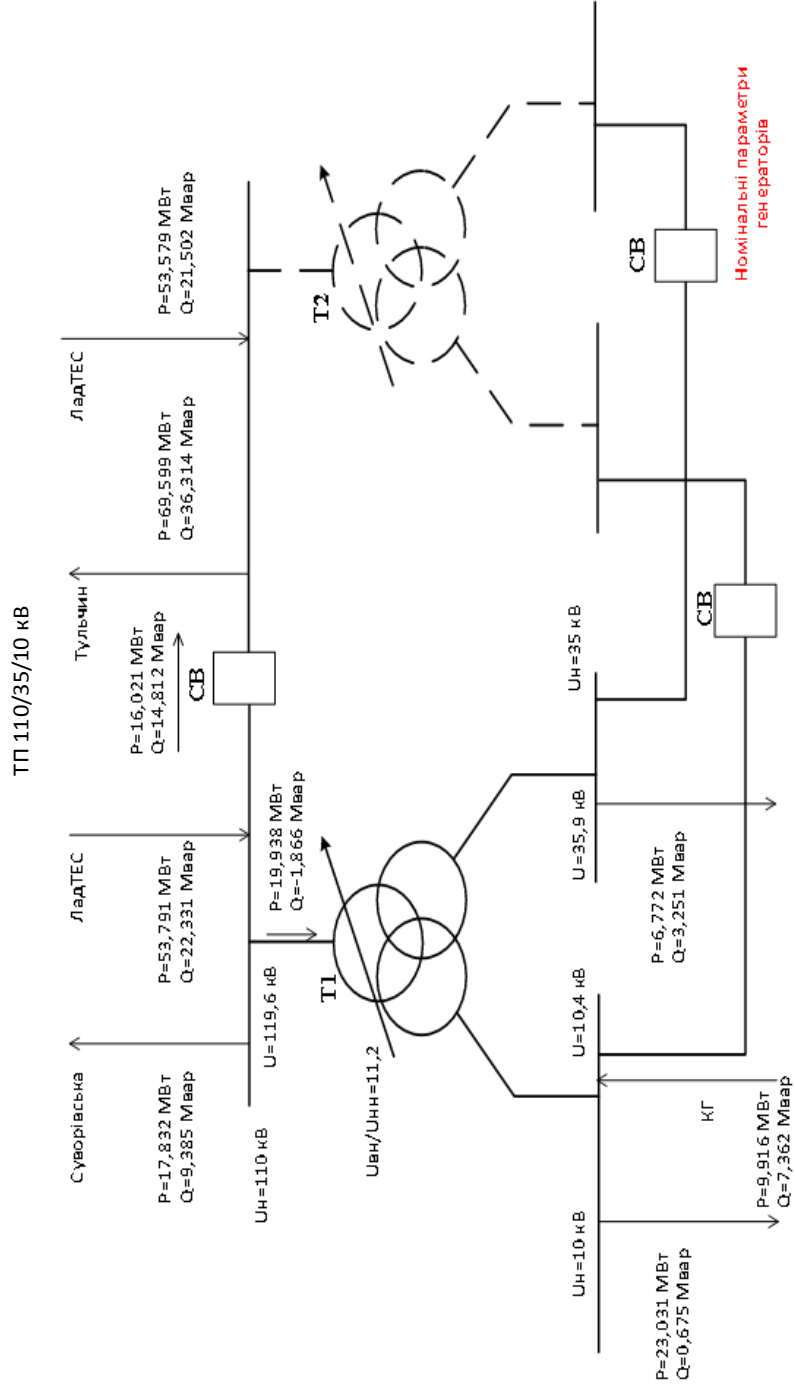 ТП 110/35/10 кВ
Суворівська
P=17,832 МВт
Q=9,385 Мвар
Uн=110 кВ
ЛадТЕС
P=53,791 МВт
Q=22,331 Мвар
U=119,6 кВ
P=19,938 МВт
Q=-1,866 Мвар
P=16,021 МВт
Q=14,812 Мвар
СВ
Тульчин
P=69,599 МВт
Q=36,314 Мвар
ЛадТЕС
P=53,579 МВт
Q=21,502 Мвар
T1
Uвн/Uнн=11,2
T2
Uн=10 кВ
U=10,4 кВ
U=35,9 кВ
Uн=35 кВ
P=23,031 МВт
Q=0,675 Мвар
КГ
P=9,916 МВт
Q=7,362 Мвар
P=6,772 МВт
Q=3,251 Мвар
СВ
СВ
Номінальні параметри
генераторів